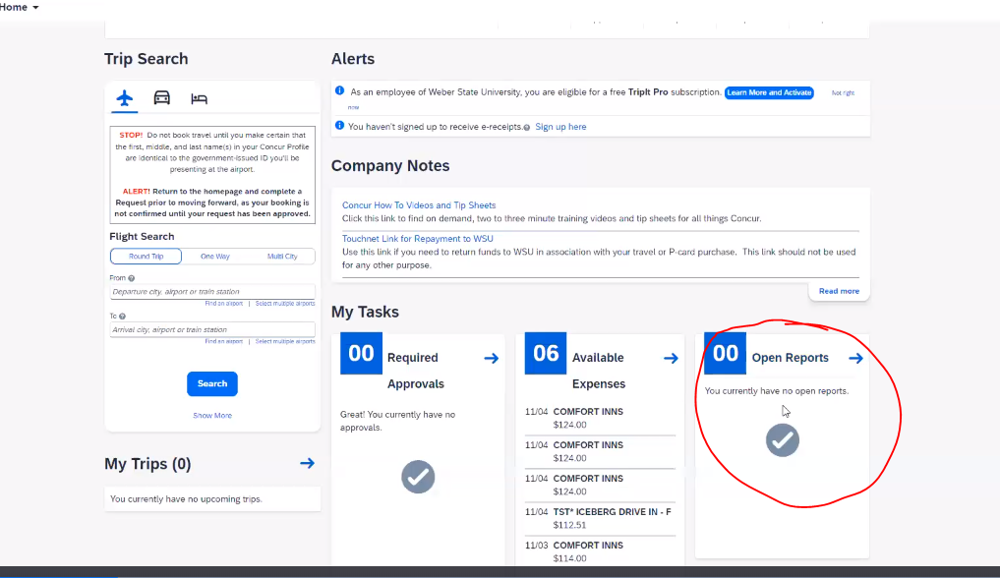 Home
Trip Search
STOP! Do not book travel until you make certain that
the first, middle, and last name(s) in your Concur Profile
are identical to the government-issued ID you'll be
presenting at the airport.
ALERT! Return to the homepage and complete a
Request prior to moving forward, as your booking is
not confirmed until your request has been approved.
Flight Search
Round Trip One Way Multi City
From
Departure city, airport or train station
Find an airport | Select multiple airports
To
Arrival city, airport or train station
Find an airport | Select multiple airports
Search
Show More
My Trips (0)
You currently have no upcoming trips.
Alerts
As an employee of Weber State University, you are eligible for a free TripIt Pro subscription. Learn More and Activate Not right
now
You haven't signed up to receive e-receipts. Sign up here
Company Notes
Concur How To Videos and Tip Sheets
Click this link to find on demand, two to three minute training videos and tip sheets for all things Concur.
Touchnet Link for Repayment to WSU
Use this link if you need to return funds to WSU in association with your travel or P-card purchase. This link should not be used
for any other purpose.
Read more
My Tasks
00 Required
Approvals
Great! You currently have no
approvals.
06 Available
Expenses
11/04 COMFORT INNS
$124.00
11/04 COMFORT INNS
$124.00
11/04 COMFORT INNS
$124.00
11/04 TST* ICEBERG DRIVE IN - F
$112.51
11/03 COMFORT INNS
$114.00
00 Open Reports
You currently have no open reports.